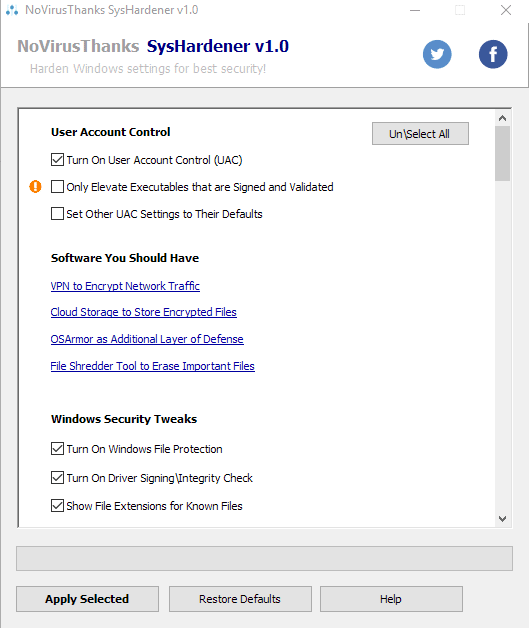 NoVirusThanks SysHardener v1.0
NoVirusThanks SysHardener v1.0
Harden Windows settings for best security!
User Account Control
Un\Select All
Turn On User Account Control (UAC)
Only Elevate Executables that are Signed and Validated
Set Other UAC Settings to Their Defaults
Software You Should Have
VPN to Encrypt Network Traffic
Cloud Storage to Store Encrypted Files
OSArmor as Additional Layer of Defense
File Shredder Tool to Erase Important Files
Windows Security Tweaks
Turn On Windows File Protection
Turn On Driver Signing\Integrity Check
Show File Extensions for Known Files
Apply Selected
Restore Defaults
Help